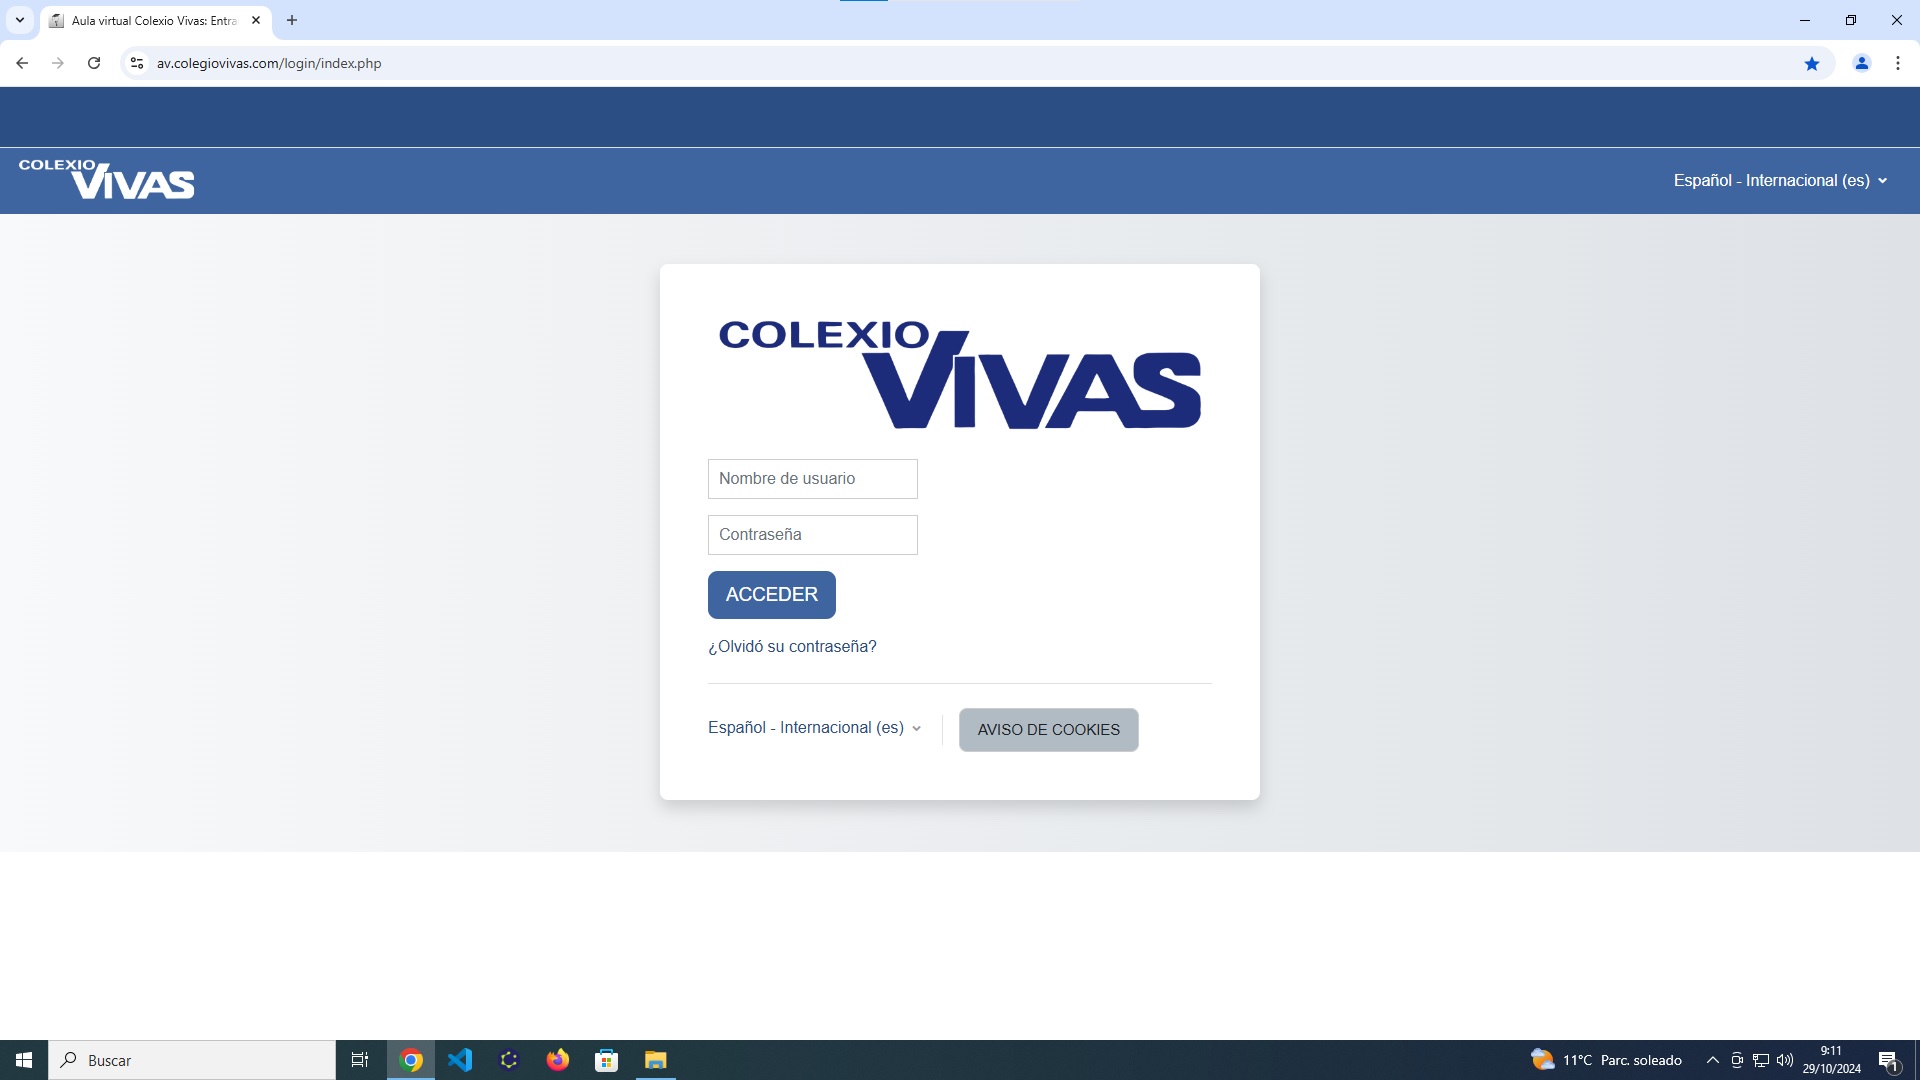 Aula virtual Colexio Vivas: Entra
av.colegiovivas.com/login/index.php
COLEXIO
VIVAS
Español - Internacional (es)
COLEXIO
VIVAS
Nombre de usuario
Contraseña
ACCEDER
¿Olvidó su contraseña?
Español - Internacional (es)
AVISO DE COOKIES
Buscar
11°C Parc. soleado
9:11
29/10/2024
1